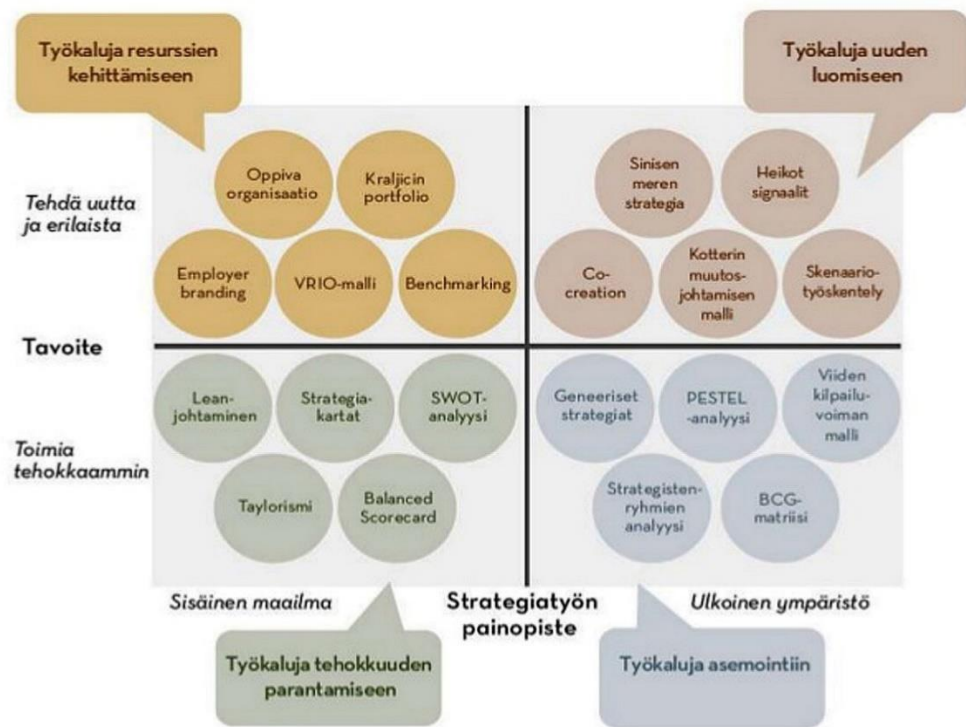 Työkaluja resurssien
kehittämiseen
Työkaluja uuden
luomiseen
Tehdä uutta
ja erilaista
Oppiva
organisaatio
Kraljicin
portfolio
Employer
branding
VRIO-malli
Benchmarking
Sinisen
meren
strategia
Heikot
signaalit
Co-
creation
Kotterin
muutos-
johtamisen
malli
Skenaario-
työskentely
Tavoite
Toimia
tehokkaammin
Lean-
johtaminen
Strategia-
kartat
SWOT-
analyysi
Taylorismi
Balanced
Scorecard
Geneeriset
strategiat
PESTEL
-analyysi
Viiden
kilpailu-
voiman
malli
Strategisten-
ryhmien
analyysi
BCG-
matriisi
Sisäinen maailma
Strategiatyön
painopiste
Ulkoinen ympäristö
Työkaluja tehokkuuden
parantamiseen
Työkaluja asemointiin